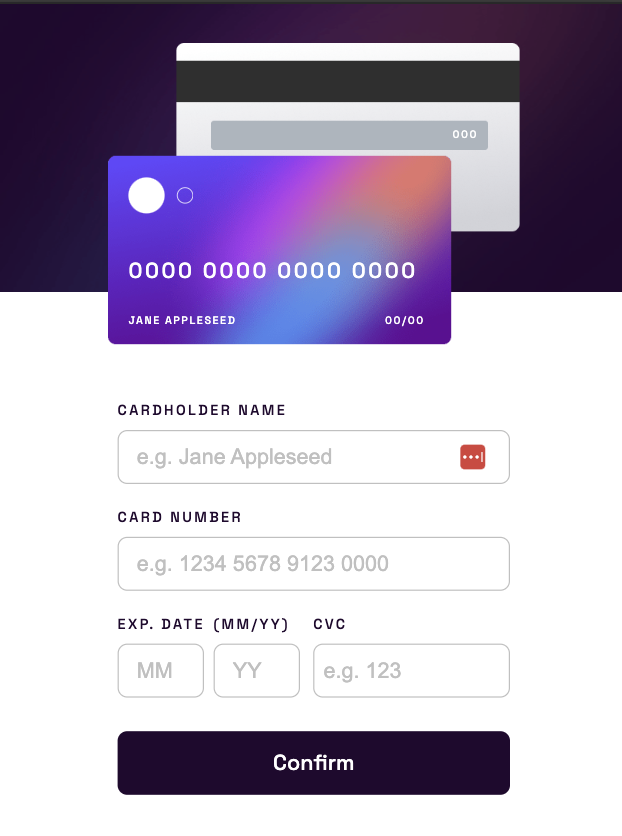 000
0000 0000 0000 0000
JANE APPLESEED 00/00
CARDHOLDER NAME
e.g. Jane Appleseed
CARD NUMBER
e.g. 1234 5678 9123 0000
EXP. DATE (MM/YY) CVC
MM YY e.g. 123
Confirm